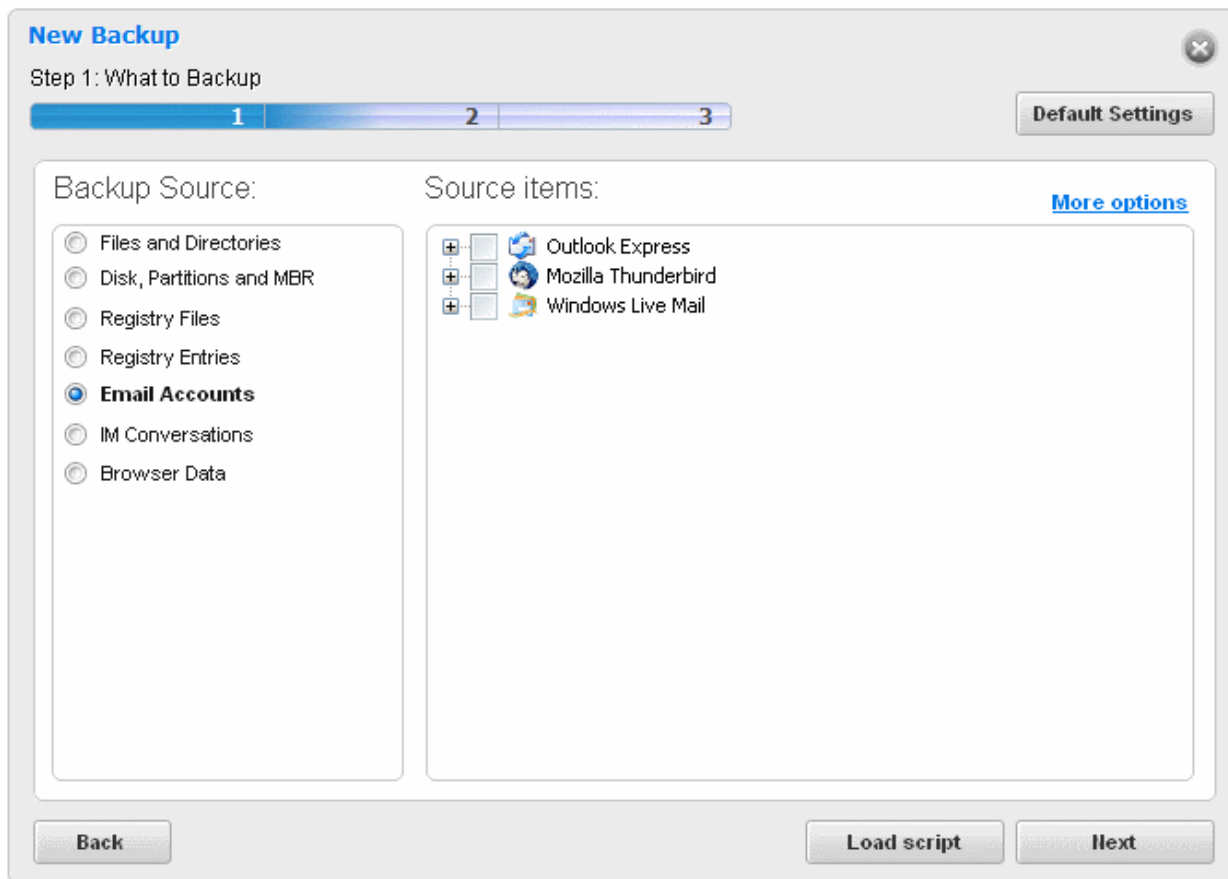 New Backup
Step 1: What to Backup
1 2 3
Default Settings
Backup Source:
Source items:
More options
Files and Directories
Disk, Partitions and MBR
Registry Files
Registry Entries
Email Accounts
IM Conversations
Browser Data
Outlook Express
Mozilla Thunderbird
Windows Live Mail
Back
Load script
Next